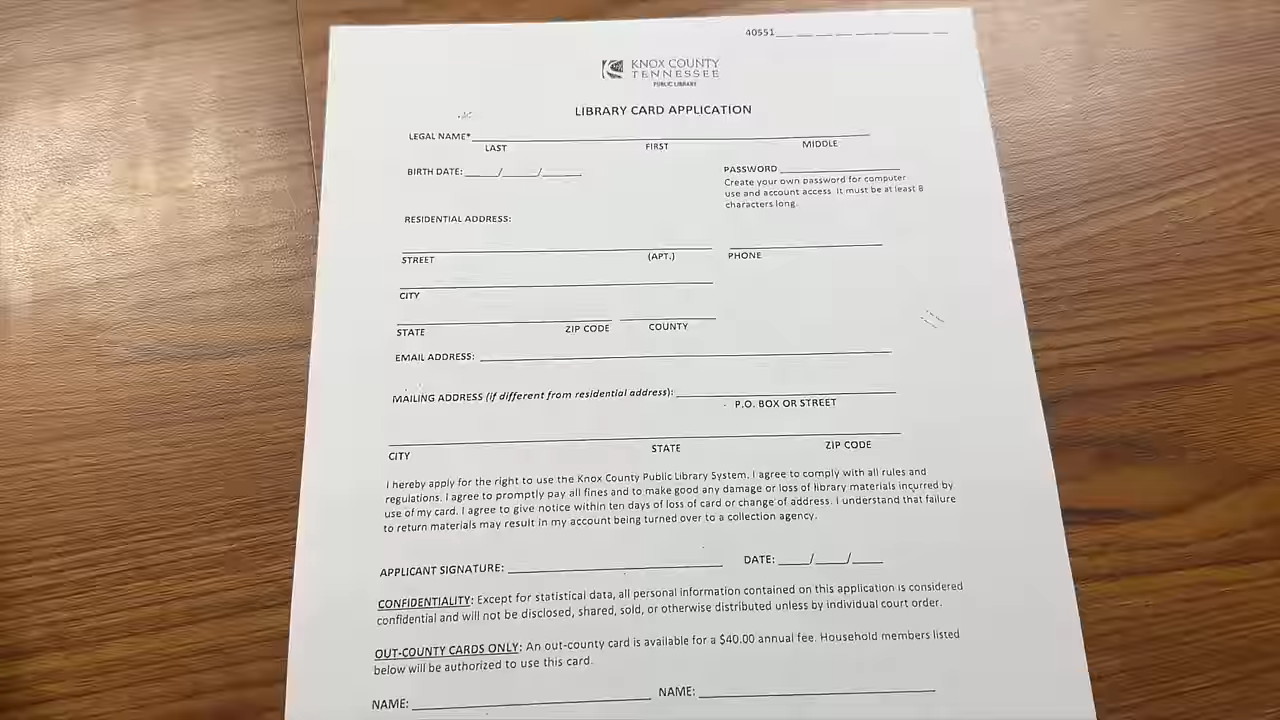 40551
KNOX COUNTY
TENNESSEE
PUBLIC LIBRARY
LIBRARY CARD APPLICATION
LEGAL NAME*
LAST FIRST MIDDLE
BIRTH DATE: ____/____/____
PASSWORD
Create your own password for computer
use and account access. It must be at least 8
characters long.
RESIDENTIAL ADDRESS:
STREET (APT.) PHONE
CITY
STATE ZIP CODE COUNTY
EMAIL ADDRESS:
MAILING ADDRESS (if different from residential address):
P.O. BOX OR STREET
CITY STATE ZIP CODE
I hereby apply for the right to use the Knox County Public Library System. I agree to comply with all rules and
regulations. I agree to promptly pay all fines and to make good any damage or loss of library materials incurred by
use of my card. I agree to give notice within ten days of loss of card or change of address. I understand that failure
to return materials may result in my account being turned over to a collection agency.
APPLICANT SIGNATURE: DATE: ____/____/____
CONFIDENTIALITY: Except for statistical data, all personal information contained on this application is considered
confidential and will not be disclosed, shared, sold, or otherwise distributed unless by individual court order.
OUT-COUNTY CARDS ONLY: An out-county card is available for a $40.00 annual fee. Household members listed
below will be authorized to use this card.
NAME: NAME: